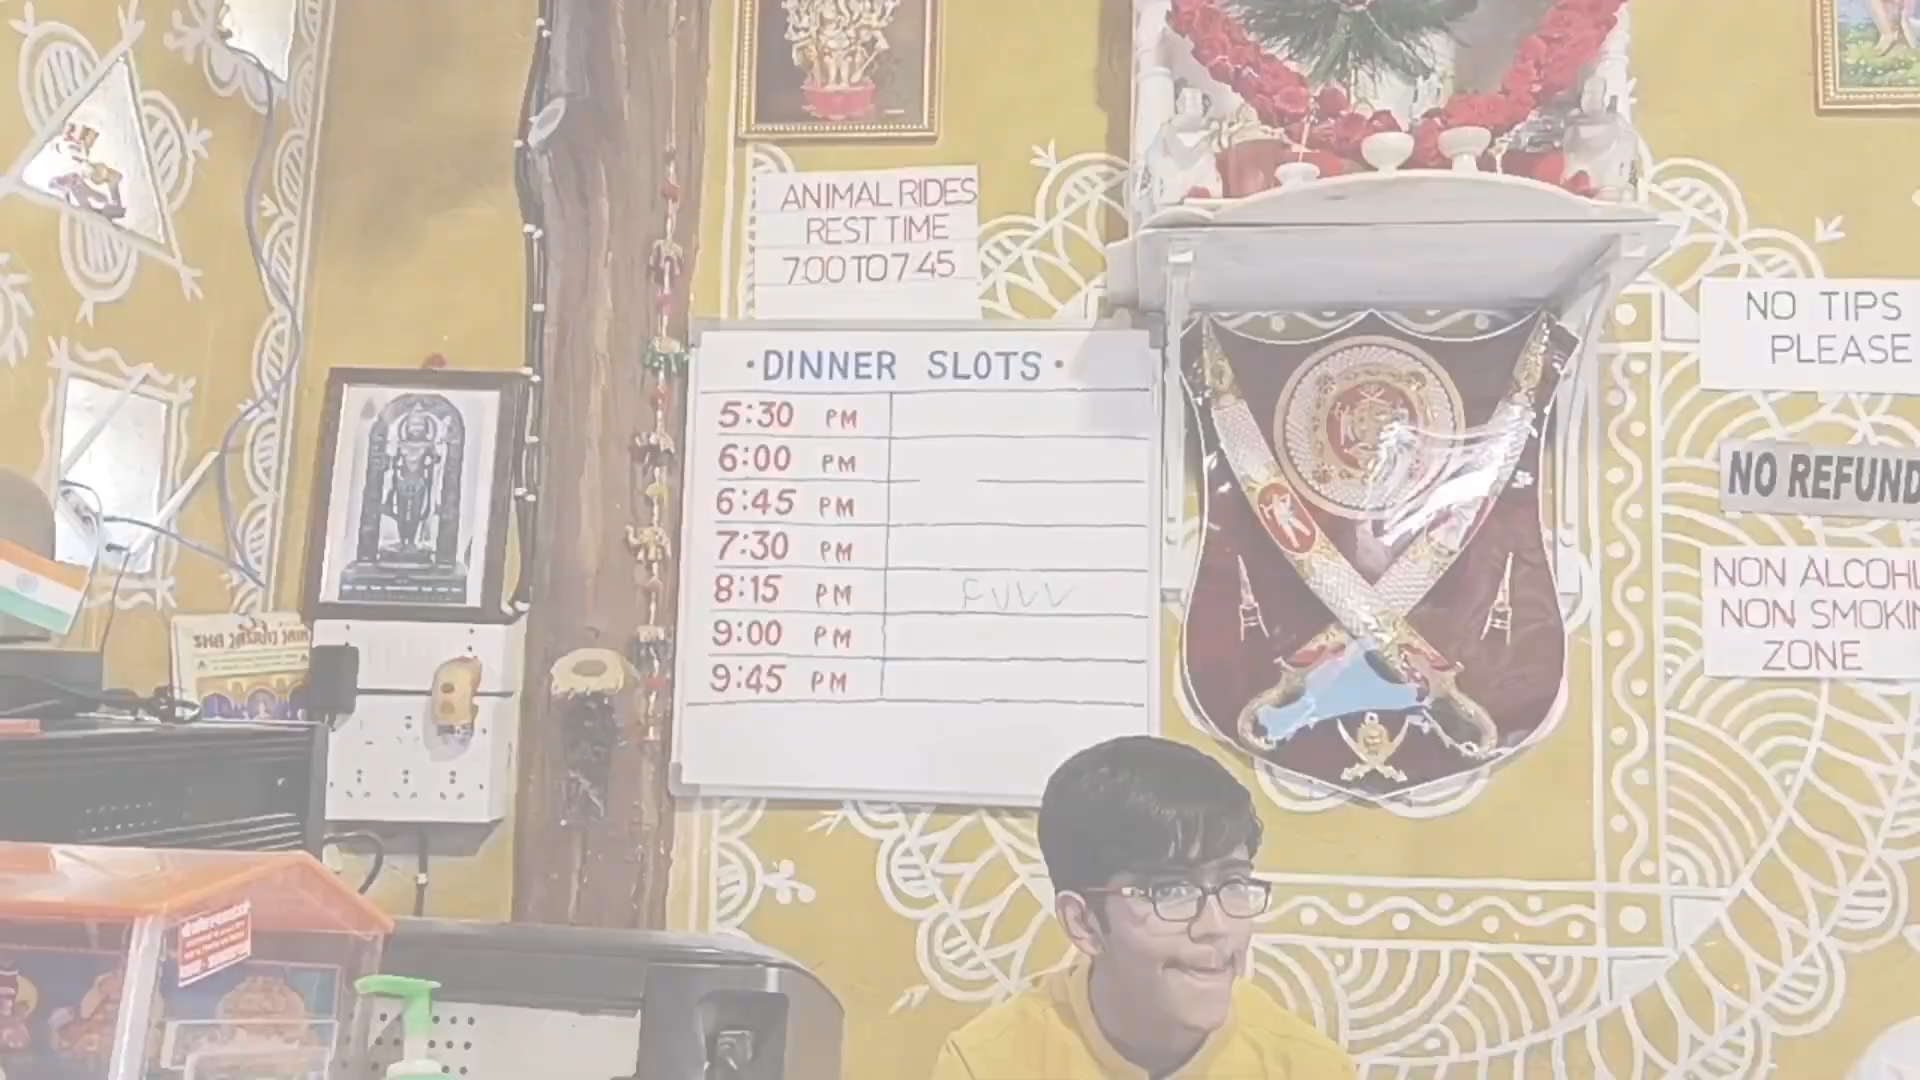 ANIMAL RIDES
REST TIME
7:00 TO 7:45
• DINNER SLOTS •
5:30 PM
6:00 PM
6:45 PM
7:30 PM
8:15 PM FULL
9:00 PM
9:45 PM
NO TIPS
PLEASE
NO REFUND
NON ALCOHL
NON SMOKIN
ZONE